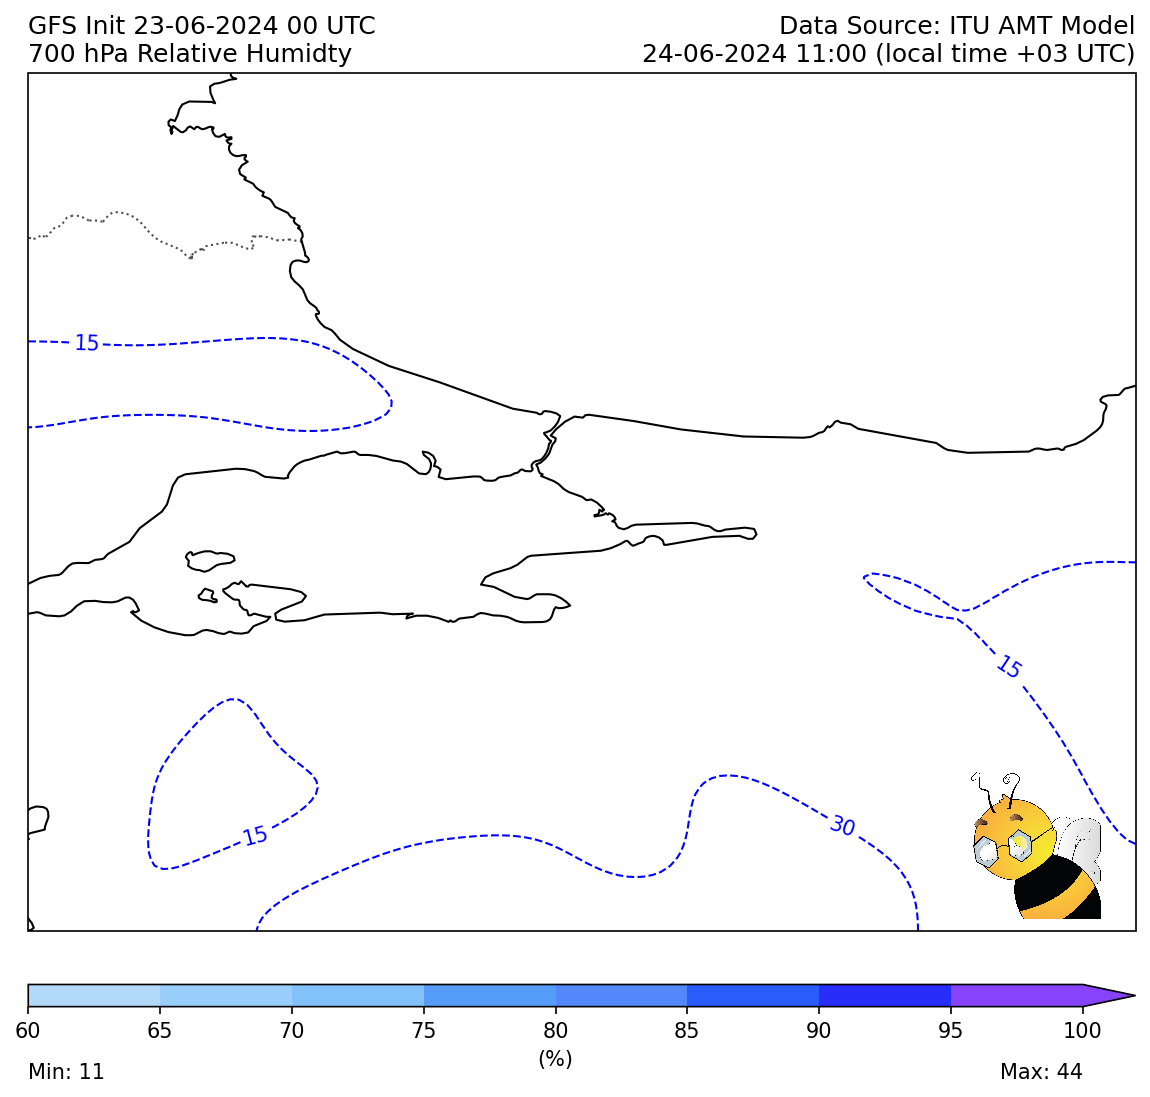 GFS Init 23-06-2024 00 UTC
Data Source: ITU AMT Model
700 hPa Relative Humidty
24-06-2024 11:00 (local time +03 UTC)
15
15
15
30
60 65 70 75 80 85 90 95 100
(%)
Min: 11
Max: 44